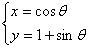 x = cos θ
y = 1 + sin θ